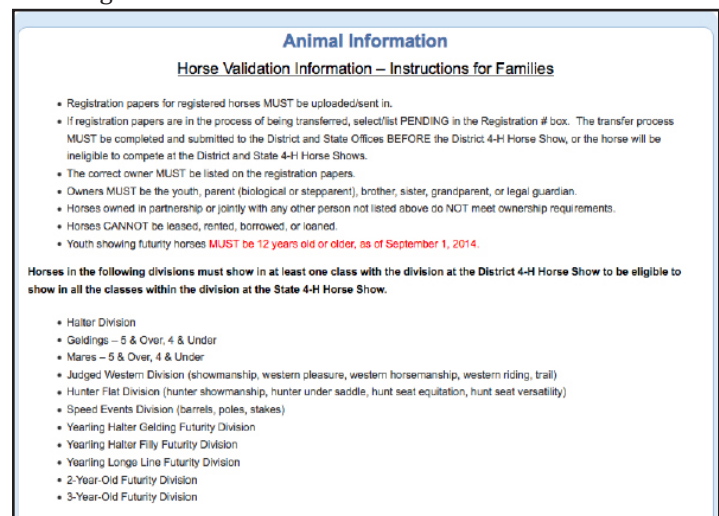 Animal Information
Horse Validation Information – Instructions for Families
• Registration papers for registered horses MUST be uploaded/sent in.
• If registration papers are in the process of being transferred, select/list PENDING in the Registration # box. The transfer process
MUST be completed and submitted to the District and State Offices BEFORE the District 4-H Horse Show, or the horse will be
ineligible to compete at the District and State 4-H Horse Shows.
• The correct owner MUST be listed on the registration papers.
• Owners MUST be the youth, parent (biological or stepparent), brother, sister, grandparent, or legal guardian.
• Horses owned in partnership or jointly with any other person not listed above do NOT meet ownership requirements.
• Horses CANNOT be leased, rented, borrowed, or loaned.
• Youth showing futurity horses MUST be 12 years old or older, as of September 1, 2014.
Horses in the following divisions must show in at least one class with the division at the District 4-H Horse Show to be eligible to
show in all the classes within the division at the State 4-H Horse Show.
• Halter Division
• Geldings – 5 & Over, 4 & Under
• Mares – 5 & Over, 4 & Under
• Judged Western Division (showmanship, western pleasure, western horsemanship, western riding, trail)
• Hunter Flat Division (hunter showmanship, hunter under saddle, hunt seat equitation, hunt seat versatility)
• Speed Events Division (barrels, poles, stakes)
• Yearling Halter Gelding Futurity Division
• Yearling Halter Filly Futurity Division
• Yearling Longe Line Futurity Division
• 2-Year-Old Futurity Division
• 3-Year-Old Futurity Division